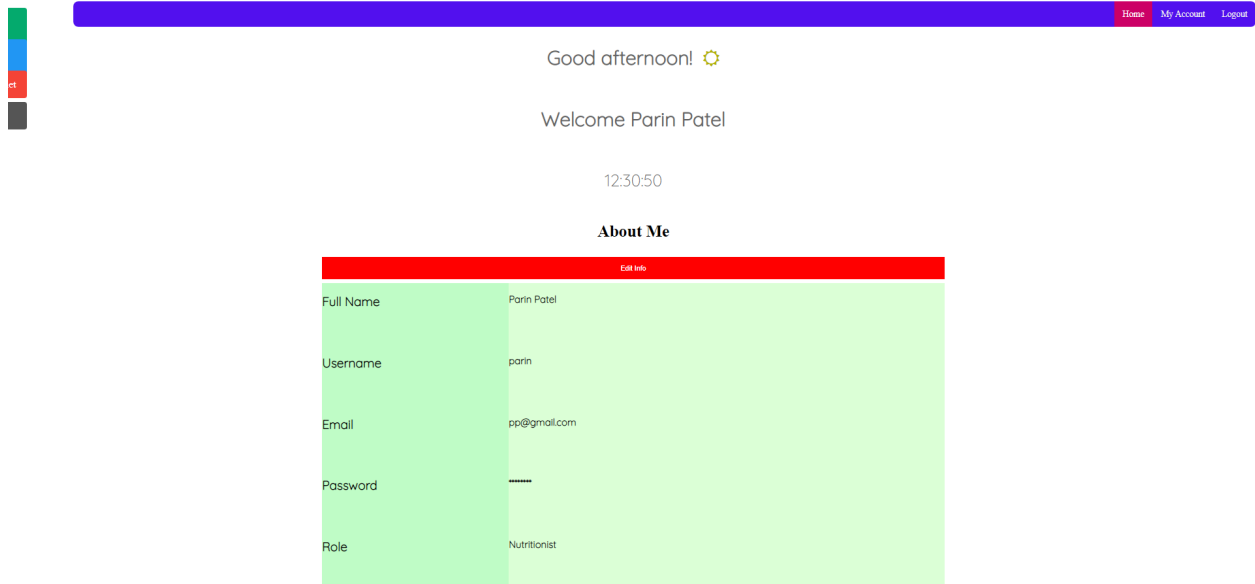 Home My Account Logout
ct
Good afternoon!
Welcome Parin Patel
12:30:50
About Me
Edit Info
Full Name Parin Patel
Username parin
Email pp@gmail.com
Password ********
Role Nutritionist